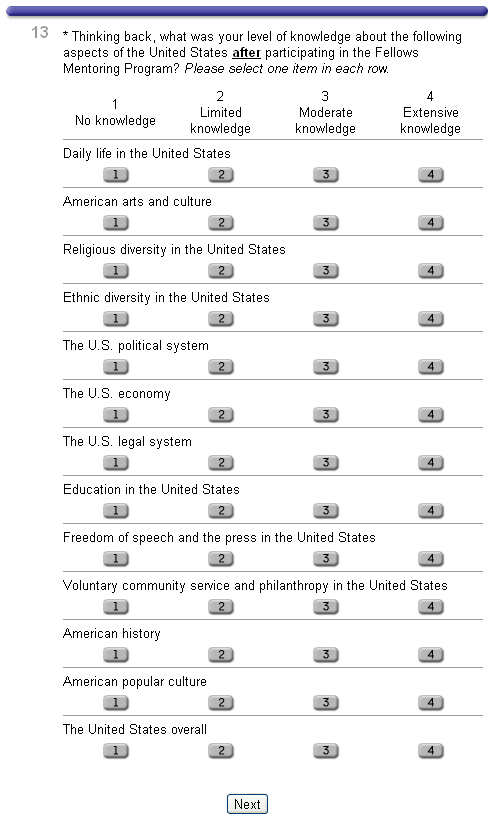 13 * Thinking back, what was your level of knowledge about the following
aspects of the United States after participating in the Fellows
Mentoring Program? Please select one item in each row.
1 2 3 4
No knowledge Limited knowledge Moderate knowledge Extensive knowledge
Daily life in the United States
1 2 3 4
American arts and culture
1 2 3 4
Religious diversity in the United States
1 2 3 4
Ethnic diversity in the United States
1 2 3 4
The U.S. political system
1 2 3 4
The U.S. economy
1 2 3 4
The U.S. legal system
1 2 3 4
Education in the United States
1 2 3 4
Freedom of speech and the press in the United States
1 2 3 4
Voluntary community service and philanthropy in the United States
1 2 3 4
American history
1 2 3 4
American popular culture
1 2 3 4
The United States overall
1 2 3 4
Next